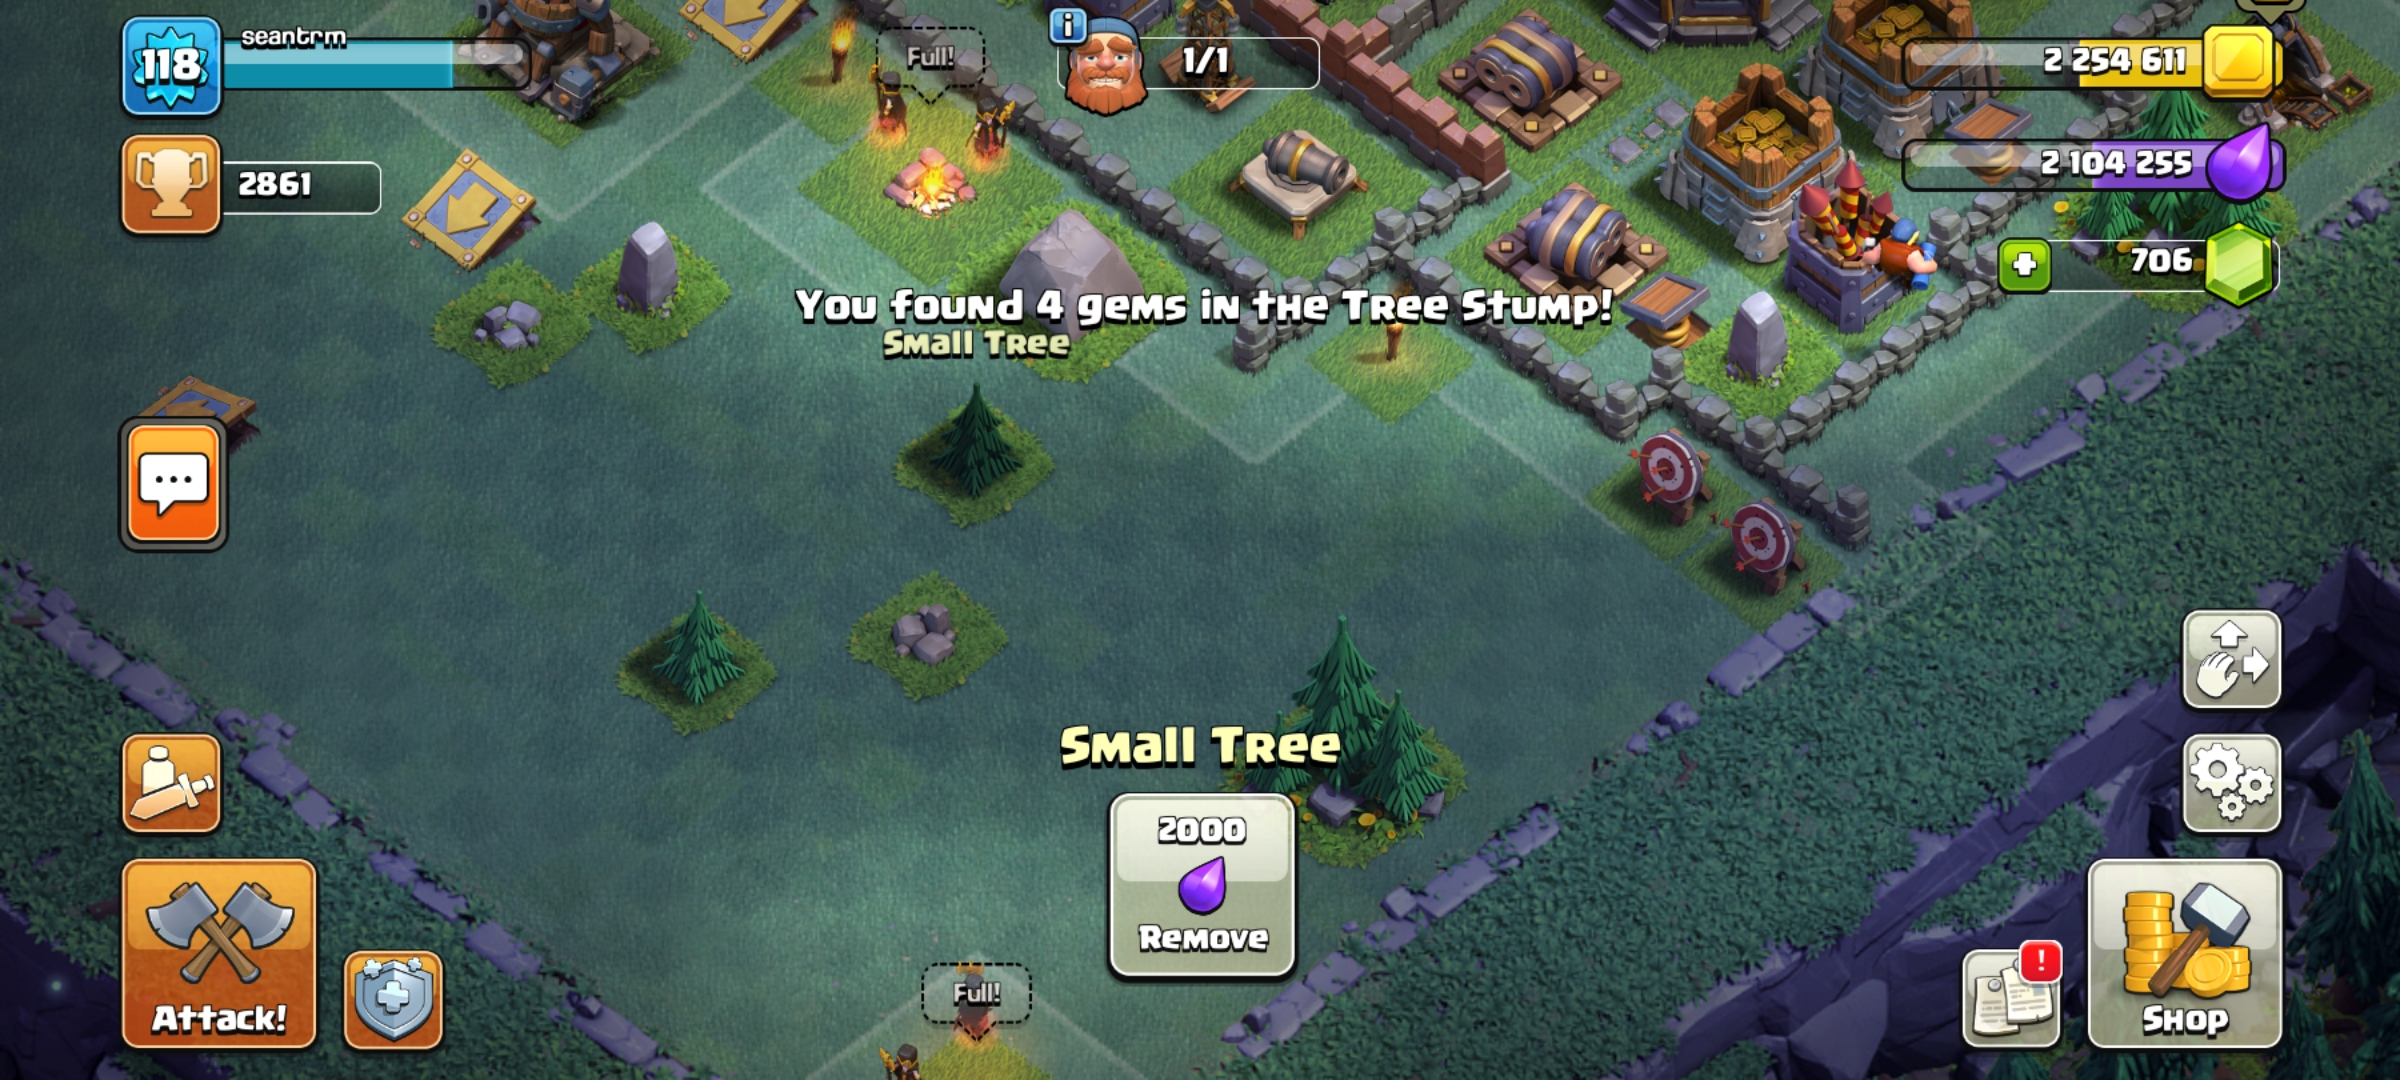 118
seantrm
Full!
1/1
2 254 611
2861
2 104 255
706
You found 4 gems in the Tree Stump!
Small Tree
Small Tree
2000
Remove
Full!
Attack!
!
Shop